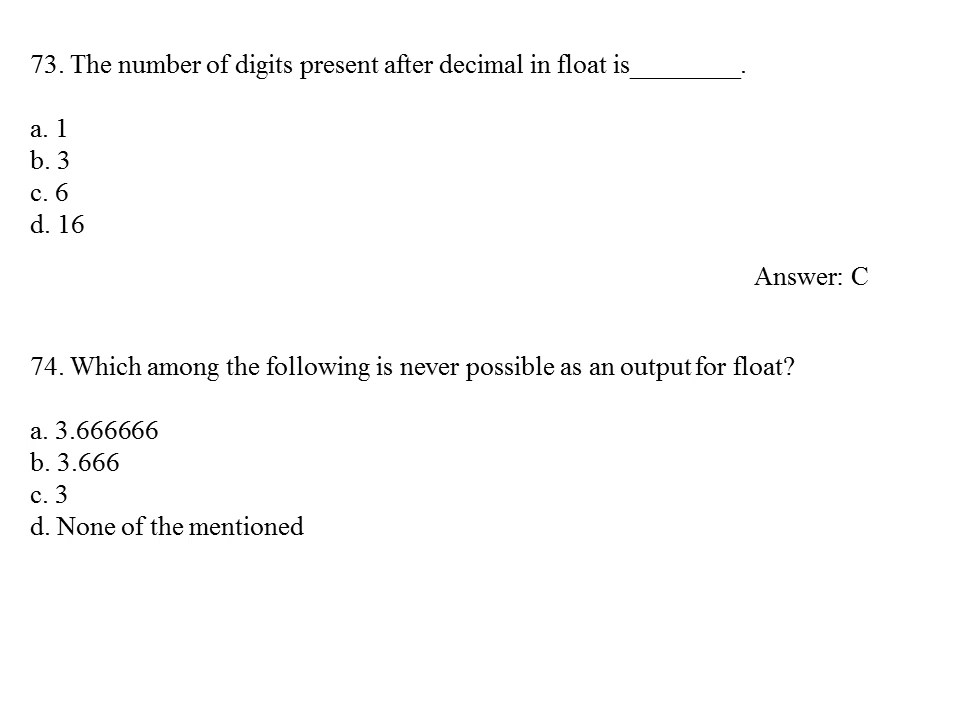 73. The number of digits present after decimal in float is________.
a. 1
b. 3
c. 6
d. 16
Answer: C
74. Which among the following is never possible as an output for float?
a. 3.666666
b. 3.666
c. 3
d. None of the mentioned